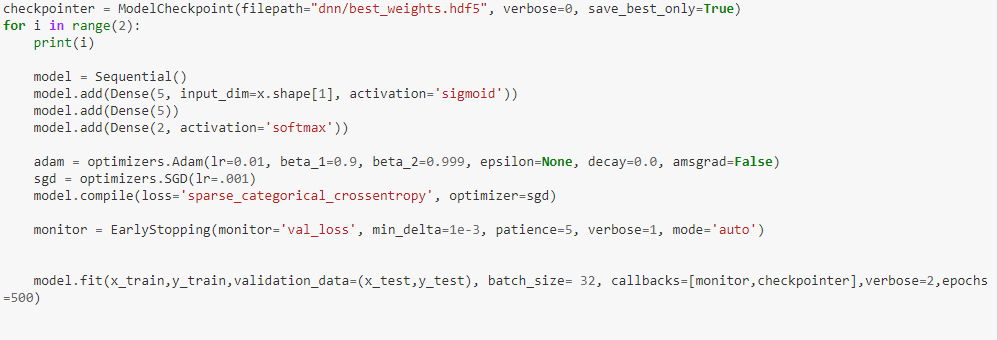 checkpointer = ModelCheckpoint(filepath="dnn/best_weights.hdf5", verbose=0, save_best_only=True)
for i in range(2):
    print(i)

    model = Sequential()
    model.add(Dense(5, input_dim=x.shape[1], activation='sigmoid'))
    model.add(Dense(5))
    model.add(Dense(2, activation='softmax'))

    adam = optimizers.Adam(lr=0.01, beta_1=0.9, beta_2=0.999, epsilon=None, decay=0.0, amsgrad=False)
    sgd = optimizers.SGD(lr=.001)
    model.compile(loss='sparse_categorical_crossentropy', optimizer=sgd)

    monitor = EarlyStopping(monitor='val_loss', min_delta=1e-3, patience=5, verbose=1, mode='auto')


    model.fit(x_train,y_train,validation_data=(x_test,y_test), batch_size= 32, callbacks=[monitor,checkpointer],verbose=2,epochs
=500)